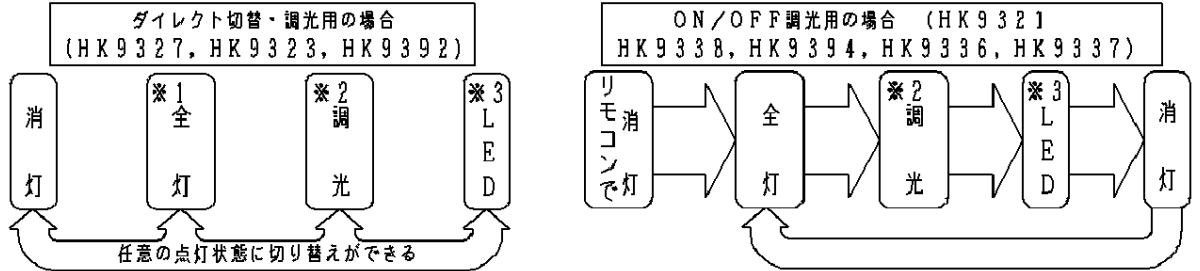 ダイレクト切替・調光用の場合
(HK9327, HK9323, HK9392)
消灯
※1
全灯
※2
調光
※3
LED
任意の点灯状態に切り替えができる
ON/OFF調光用の場合 (HK9321
HK9338, HK9394, HK9336, HK9337)
リモコンで
消灯
全灯
※2
調光
※3
LED
消灯